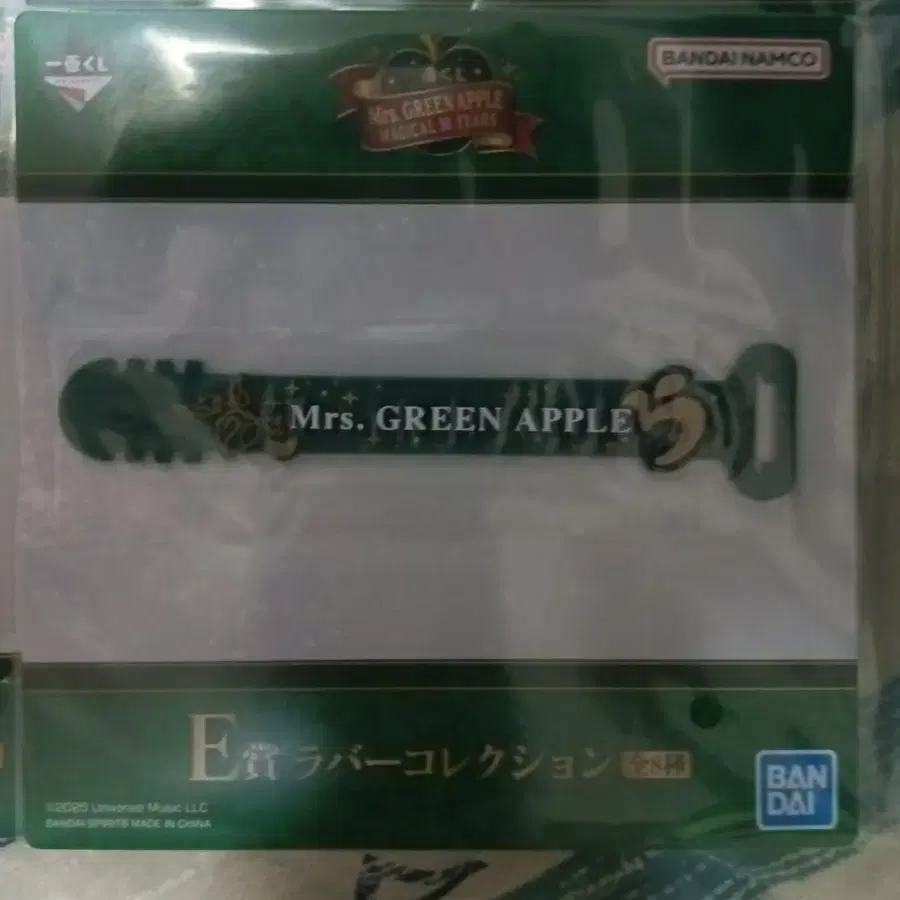 一番くじ
BANDAI NAMCO
Mrs. GREEN APPLE
MAGICAL 10 YEARS
Mrs. GREEN APPLE
E賞 ラバーコレクション 全8種
©2025 Universal Music LLC
BANDAI SPIRITS MADE IN CHINA
BAN
DAI